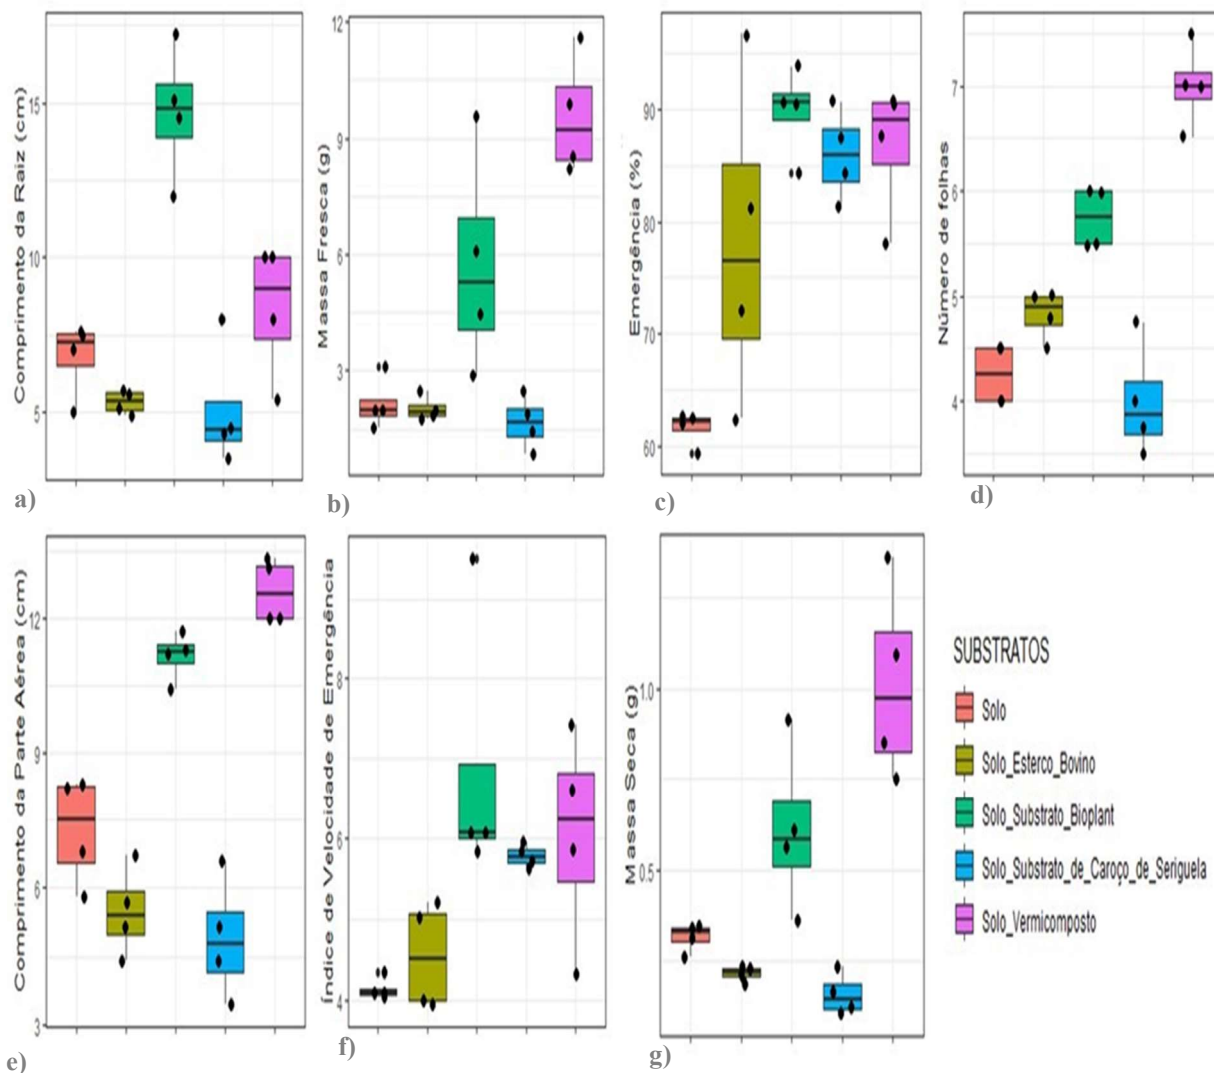 Comprimento da Raiz (cm)
15
10
5
a)
Massa Fresca (g)
12
9
6
3
b)
Emergência (%)
90
80
70
60
c)
Número de folhas
7
6
5
4
d)
Comprimento da Parte Aérea (cm)
12
9
6
3
e)
Índice de Velocidade de Emergência
8
6
4
f)
Massa Seca (g)
1.0
0.5
g)
SUBSTRATOS
Solo
Solo_Esterco_Bovino
Solo_Substrato_Bioplant
Solo_Substrato_de_Caroço_de_Seriguela
Solo_Vermicomposto